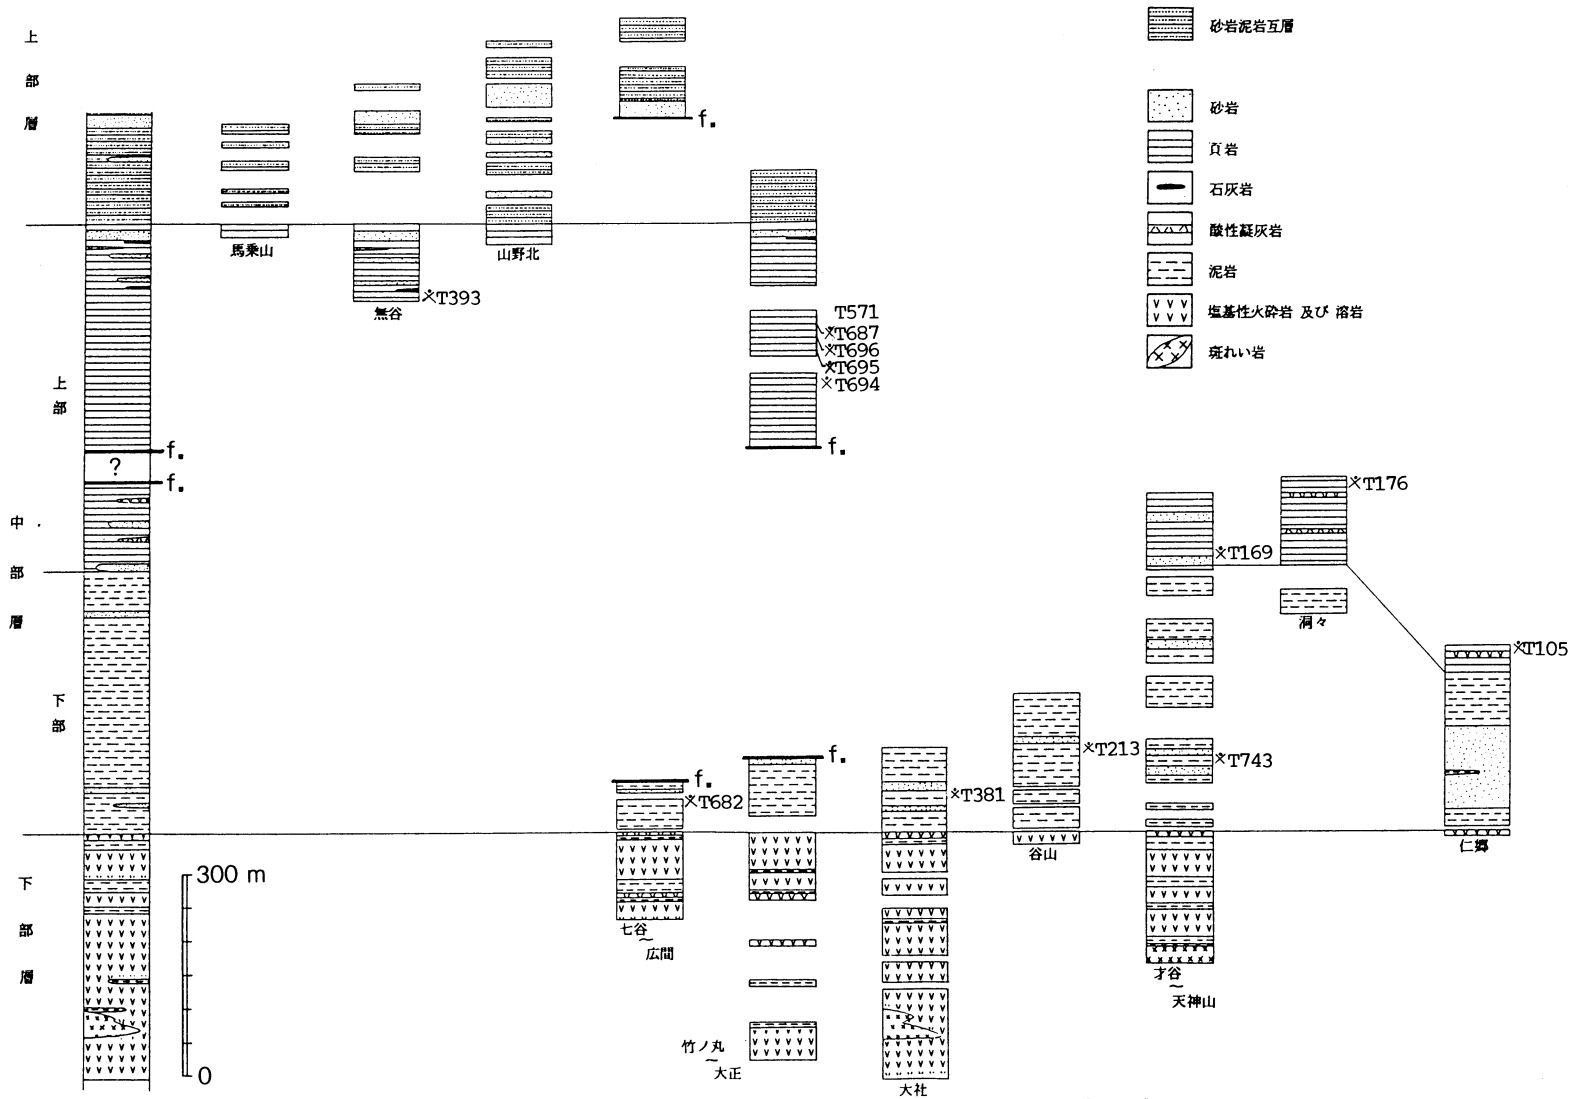 上部層
砂岩泥岩互層
f.
砂岩
頁岩
石灰岩
酸性凝灰岩
泥岩
塩基性火砕岩 及び 溶岩
斑れい岩
馬乗山
山野北
※T393
無谷
T571
※T687
※T696
※T695
※T694
f.
上部
f.
?
f.
中部層
※T176
※T169
洞々
※T105
下部
※T213
※T743
f.
f.
※T682
※T381
谷山
仁郷
下部層
300 m
0
七谷
~
広間
才谷
~
天神山
竹ノ丸
~
大正
大社